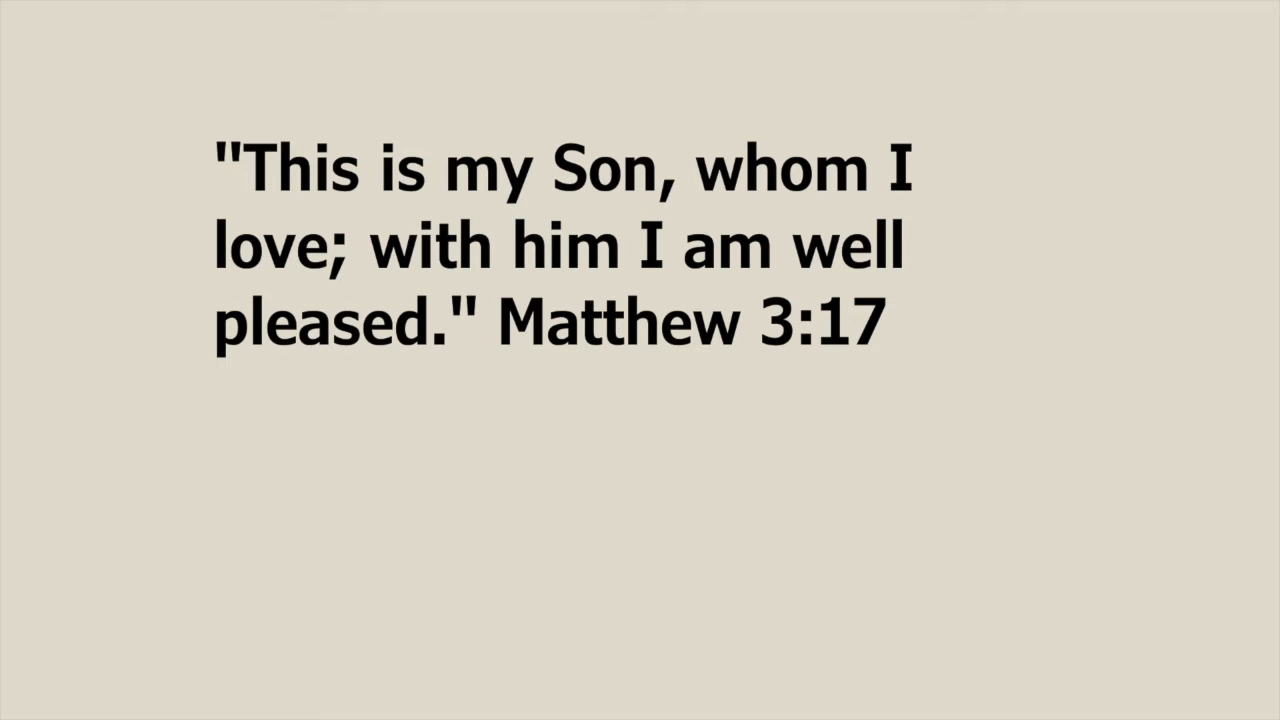 "This is my Son, whom I
love; with him I am well
pleased." Matthew 3:17